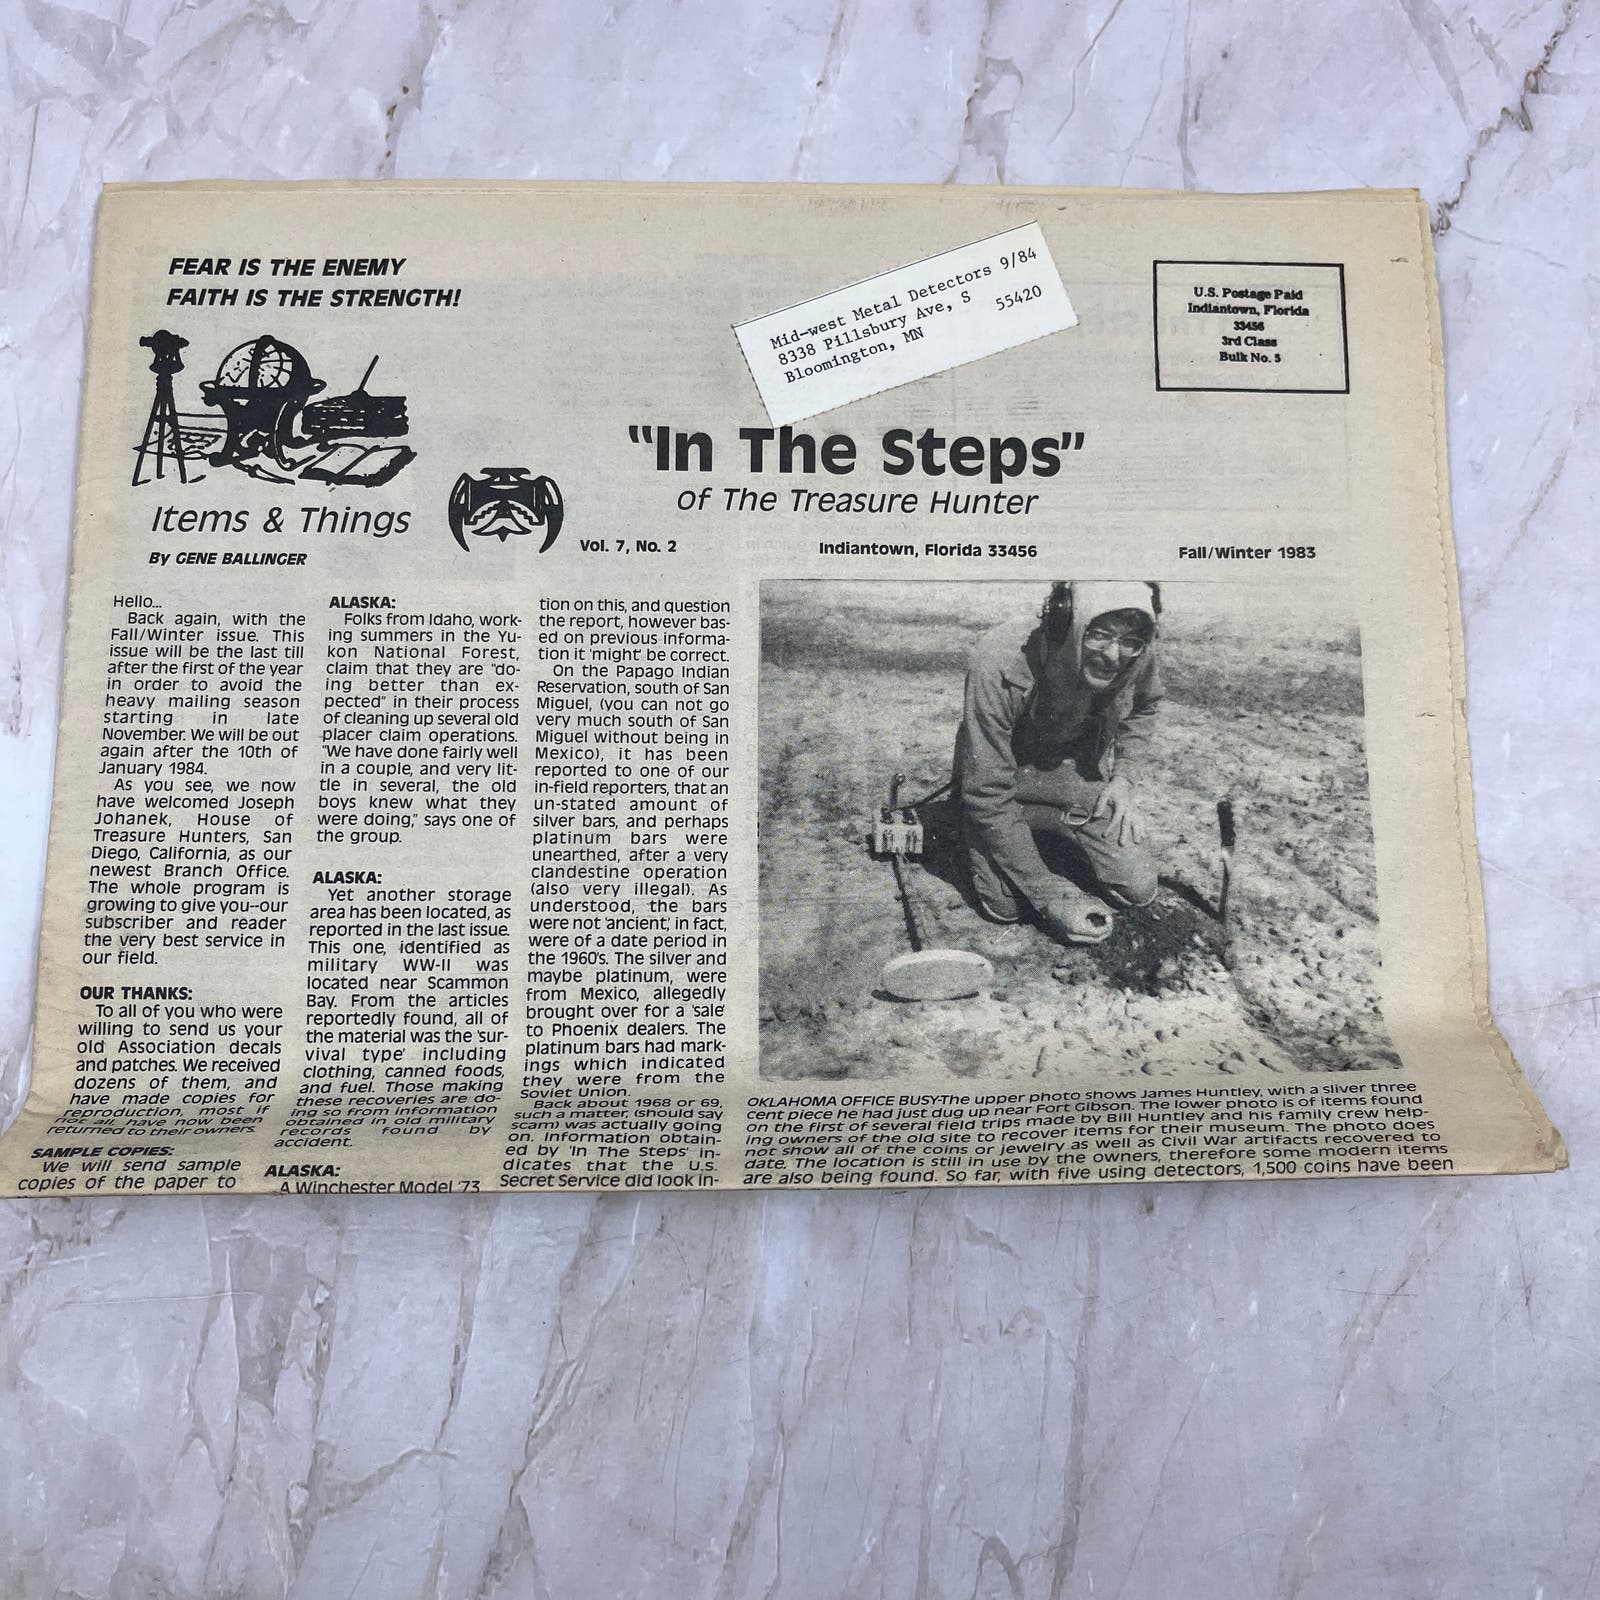 FEAR IS THE ENEMY
FAITH IS THE STRENGTH!
Mid-west Metal Detectors 9/84
8338 Pillsbury Ave, S
Bloomington, MN 55420
U.S. Postage Paid
Indiantown, Florida
33456
3rd Class
Bulk No. 5
"In The Steps"
of The Treasure Hunter
Items & Things
By GENE BALLINGER
Vol. 7, No. 2
Indiantown, Florida 33456
Fall/Winter 1983
Hello...
Back again, with the
Fall/Winter issue. This
issue will be the last till
after the first of the year
in order to avoid the
heavy mailing season
starting in late
November. We will be out
again after the 10th of
January 1984.
As you see, we now
have welcomed Joseph
Johanek, House of
Treasure Hunters, San
Diego, California, as our
newest Branch Office.
The whole program is
growing to give you--our
subscriber and reader
the very best service in
our field.
OUR THANKS:
To all of you who were
willing to send us your
old Association decals
and patches. We received
dozens of them, and
have made copies for
reproduction, most if
not all, have now been
returned to their owners.
SAMPLE COPIES:
We will send sample
copies of the paper to
ALASKA:
Folks from Idaho, work-
ing summers in the Yu-
kon National Forest,
claim that they are "do-
ing better than ex-
pected" in their process
of cleaning up several old
placer claim operations.
"We have done fairly well
in a couple, and very lit-
tle in several, the old
boys knew what they
were doing," says one of
the group.
ALASKA:
Yet another storage
area has been located, as
reported in the last issue.
This one, identified as
military WW-II was
located near Scammon
Bay. From the articles
reportedly found, all of
the material was the 'sur-
vival type' including
clothing, canned foods,
and fuel. Those making
these recoveries are do-
ing so from information
obtained in old military
records found by
accident.
ALASKA:
A Winchester Model '73
tion on this, and question
the report, however bas-
ed on previous informa-
tion it 'might' be correct.
On the Papago Indian
Reservation, south of San
Miguel, (you can not go
very much south of San
Miguel without being in
Mexico), it has been
reported to one of our
in-field reporters, that an
un-stated amount of
silver bars, and perhaps
platinum bars were
unearthed, after a very
clandestine operation
(also very illegal). As
understood, the bars
were not 'ancient,' in fact,
were of a date period in
the 1960's. The silver and
maybe platinum, were
from Mexico, allegedly
brought over for a 'sale'
to Phoenix dealers. The
platinum bars had mark-
ings which indicated
they were from the
Soviet Union.
Back about 1968 or 69,
such a matter, (should say
scam) was actually going
on. Information obtain-
ed by 'In The Steps' in-
dicates that the U.S.
Secret Service did look in-
OKLAHOMA OFFICE BUSY-The upper photo shows James Huntley, with a sliver three
cent piece he had just dug up near Fort Gibson. The lower photo is of items found
on the first of several field trips made by Bill Huntley and his family crew help-
ing owners of the old site to recover items for their museum. The photo does
not show all of the coins or jewelry as well as Civil War artifacts recovered to
date. The location is still in use by the owners, therefore some modern items
are also being found. So far, with five using detectors, 1,500 coins have been